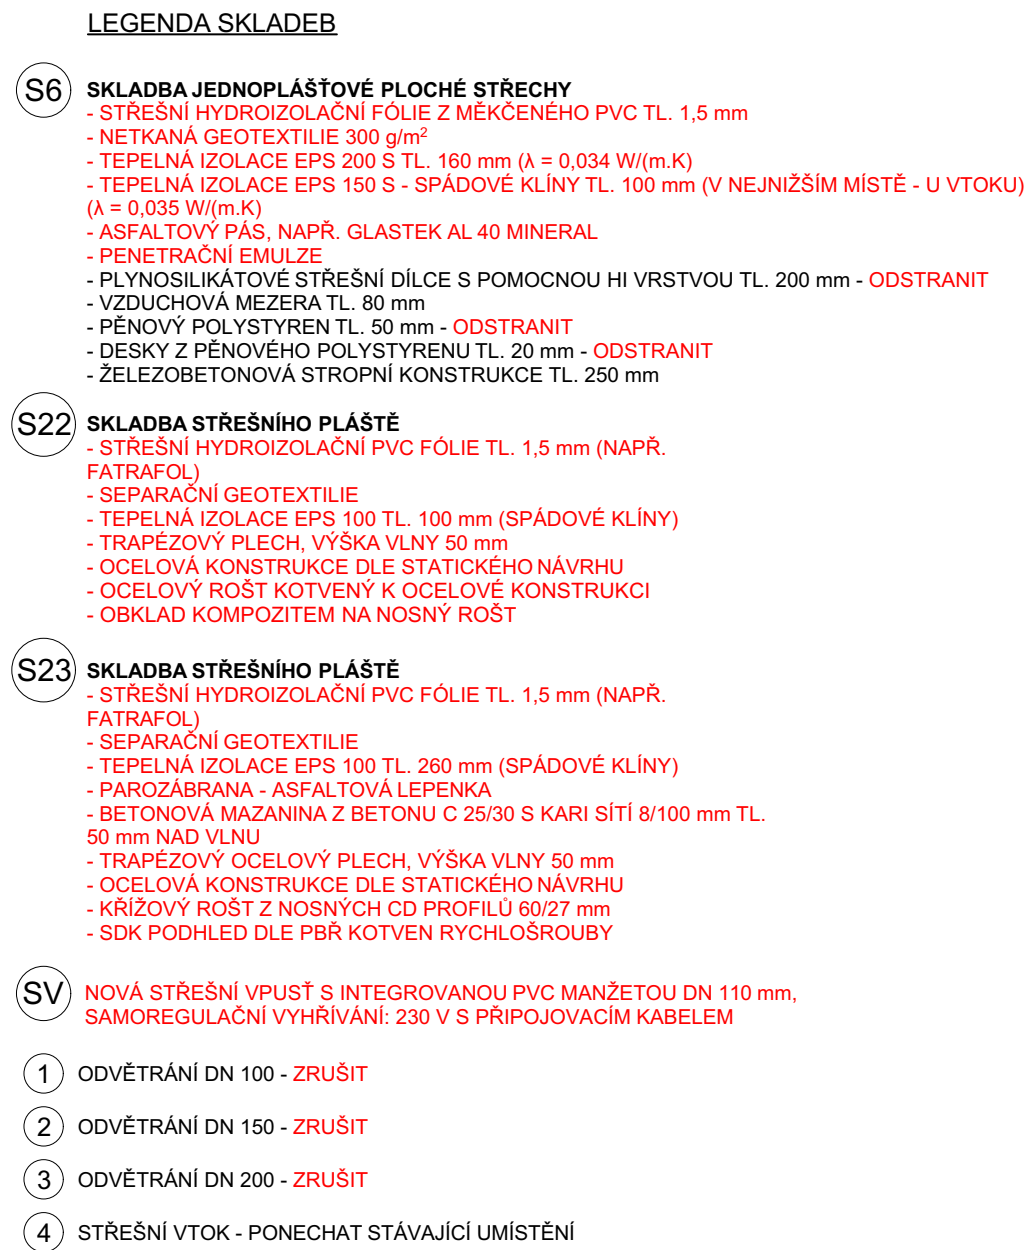 LEGENDA SKLADEB
S6 SKLADBA JEDNOPLÁŠŤOVÉ PLOCHÉ STŘECHY
- STŘEŠNÍ HYDROIZOLAČNÍ FÓLIE Z MĚKČENÉHO PVC TL. 1,5 mm
- NETKANÁ GEOTEXTILIE 300 g/m²
- TEPELNÁ IZOLACE EPS 200 S TL. 160 mm (λ = 0,034 W/(m.K)
- TEPELNÁ IZOLACE EPS 150 S - SPÁDOVÉ KLÍNY TL. 100 mm (V NEJNIŽŠÍM MÍSTĚ - U VTOKU)
(λ = 0,035 W/(m.K)
- ASFALTOVÝ PÁS, NAPŘ. GLASTEK AL 40 MINERAL
- PENETRAČNÍ EMULZE
- PLYNOSILIKÁTOVÉ STŘEŠNÍ DÍLCE S POMOCNOU HI VRSTVOU TL. 200 mm - ODSTRANIT
- VZDUCHOVÁ MEZERA TL. 80 mm
- PĚNOVÝ POLYSTYREN TL. 50 mm - ODSTRANIT
- DESKY Z PĚNOVÉHO POLYSTYRENU TL. 20 mm - ODSTRANIT
- ŽELEZOBETONOVÁ STROPNÍ KONSTRUKCE TL. 250 mm
S22 SKLADBA STŘEŠNÍHO PLÁŠTĚ
- STŘEŠNÍ HYDROIZOLAČNÍ PVC FÓLIE TL. 1,5 mm (NAPŘ.
FATRAFOL)
- SEPARAČNÍ GEOTEXTILIE
- TEPELNÁ IZOLACE EPS 100 TL. 100 mm (SPÁDOVÉ KLÍNY)
- TRAPÉZOVÝ PLECH, VÝŠKA VLNY 50 mm
- OCELOVÁ KONSTRUKCE DLE STATICKÉHO NÁVRHU
- OCELOVÝ ROŠT KOTVENÝ K OCELOVÉ KONSTRUKCI
- OBKLAD KOMPOZITEM NA NOSNÝ ROŠT
S23 SKLADBA STŘEŠNÍHO PLÁŠTĚ
- STŘEŠNÍ HYDROIZOLAČNÍ PVC FÓLIE TL. 1,5 mm (NAPŘ.
FATRAFOL)
- SEPARAČNÍ GEOTEXTILIE
- TEPELNÁ IZOLACE EPS 100 TL. 260 mm (SPÁDOVÉ KLÍNY)
- PAROZÁBRANA - ASFALTOVÁ LEPENKA
- BETONOVÁ MAZANINA Z BETONU C 25/30 S KARI SÍTÍ 8/100 mm TL.
50 mm NAD VLNU
- TRAPÉZOVÝ OCELOVÝ PLECH, VÝŠKA VLNY 50 mm
- OCELOVÁ KONSTRUKCE DLE STATICKÉHO NÁVRHU
- KŘÍŽOVÝ ROŠT Z NOSNÝCH CD PROFILŮ 60/27 mm
- SDK PODHLED DLE PBŘ KOTVEN RYCHLOŠROUBY
SV NOVÁ STŘEŠNÍ VPUSŤ S INTEGROVANOU PVC MANŽETOU DN 110 mm,
SAMOREGULAČNÍ VYHŘÍVÁNÍ: 230 V S PŘIPOJOVACÍM KABELEM
1 ODVĚTRÁNÍ DN 100 - ZRUŠIT
2 ODVĚTRÁNÍ DN 150 - ZRUŠIT
3 ODVĚTRÁNÍ DN 200 - ZRUŠIT
4 STŘEŠNÍ VTOK - PONECHAT STÁVAJÍCÍ UMÍSTĚNÍ